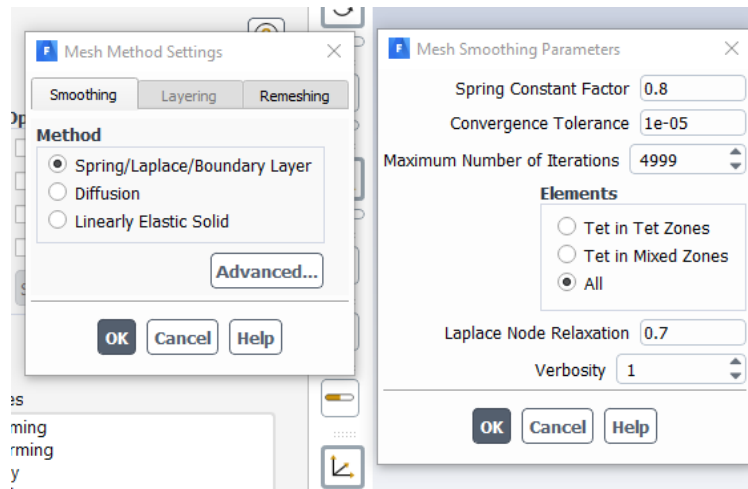 Mesh Method Settings
Smoothing
Layering
Remeshing
Method
Spring/Laplace/Boundary Layer
Diffusion
Linearly Elastic Solid
Advanced...
OK
Cancel
Help
ming
rming
Mesh Smoothing Parameters
Spring Constant Factor 0.8
Convergence Tolerance 1e-05
Maximum Number of Iterations 4999
Elements
Tet in Tet Zones
Tet in Mixed Zones
All
Laplace Node Relaxation 0.7
Verbosity 1
OK
Cancel
Help